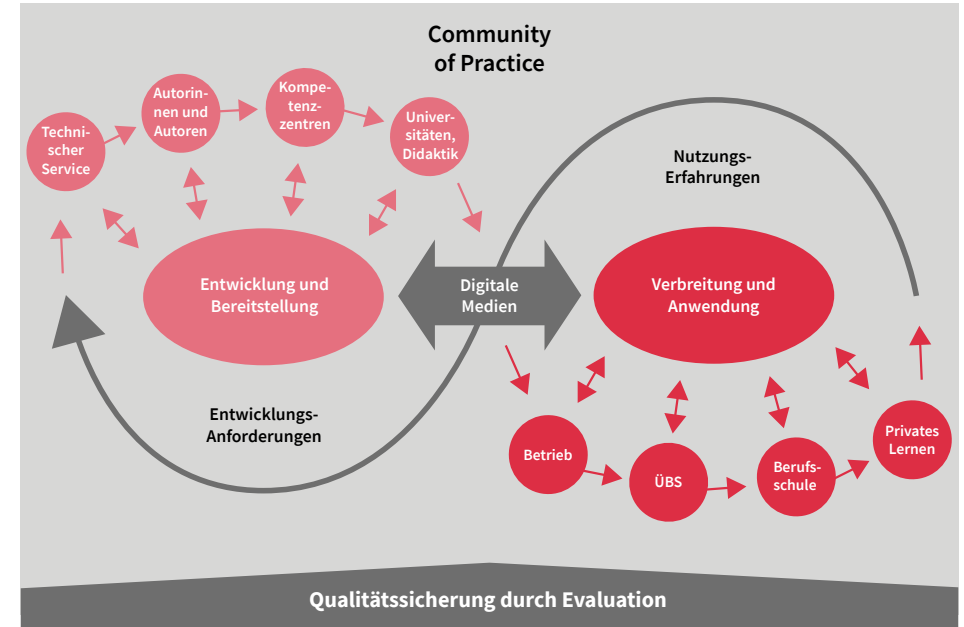 Community
of Practice
Techni-
scher
Service
Autorin-
nen und
Autoren
Kompe-
tenz-
zentren
Univer-
sitäten,
Didaktik
Nutzungs-
Erfahrungen
Entwicklung und
Bereitstellung
Digitale
Medien
Verbreitung und
Anwendung
Entwicklungs-
Anforderungen
Betrieb
ÜBS
Berufs-
schule
Privates
Lernen
Qualitätssicherung durch Evaluation